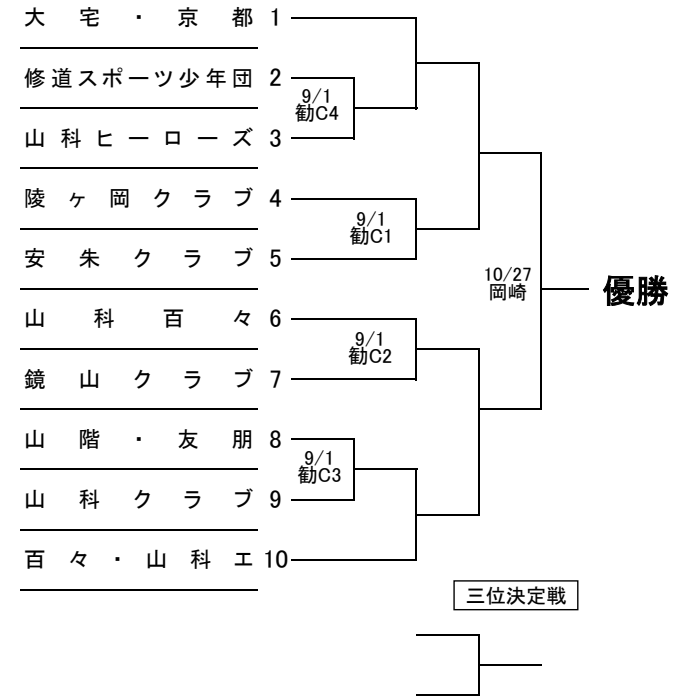 大宅・京都 1
修道スポーツ少年団 2
9/1
勧C4
山科ヒーローズ 3
陵ヶ岡クラブ 4
9/1
勧C1
安朱クラブ 5
10/27
岡崎
優勝
山科百々 6
9/1
勧C2
鏡山クラブ 7
山階・友朋 8
9/1
勧C3
山科クラブ 9
百々・山科エ 10
三位決定戦